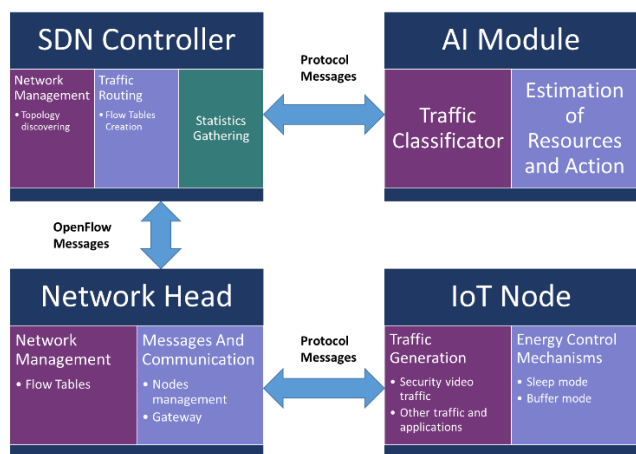 SDN Controller
Network
Management
• Topology
discovering
Traffic
Routing
• Flow Tables
Creation
Statistics
Gathering
Protocol
Messages
AI Module
Traffic
Classificator
Estimation
of
Resources
and Action
OpenFlow
Messages
Network Head
Network
Management
• Flow Tables
Messages And
Communication
• Nodes
management
• Gateway
Protocol
Messages
IoT Node
Traffic
Generation
• Security video
traffic
• Other traffic and
applications
Energy Control
Mechanisms
• Sleep mode
• Buffer mode